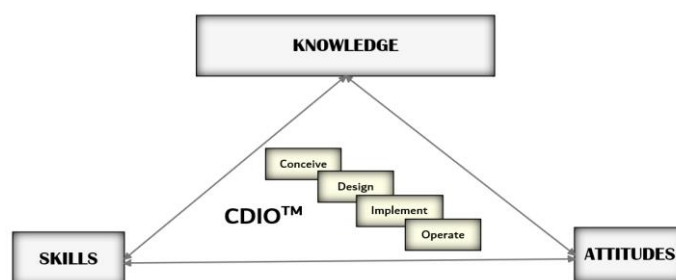 KNOWLEDGE
Conceive
Design
CDIO™
Implement
Operate
SKILLS
ATTITUDES